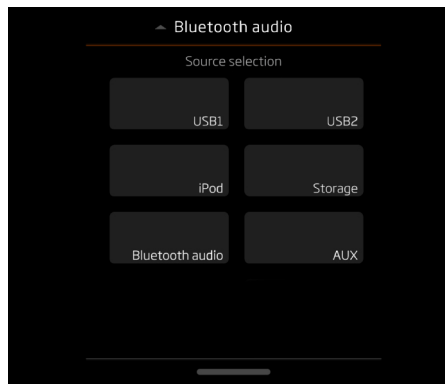 Bluetooth audio
Source selection
USB1 USB2
iPod Storage
Bluetooth audio AUX